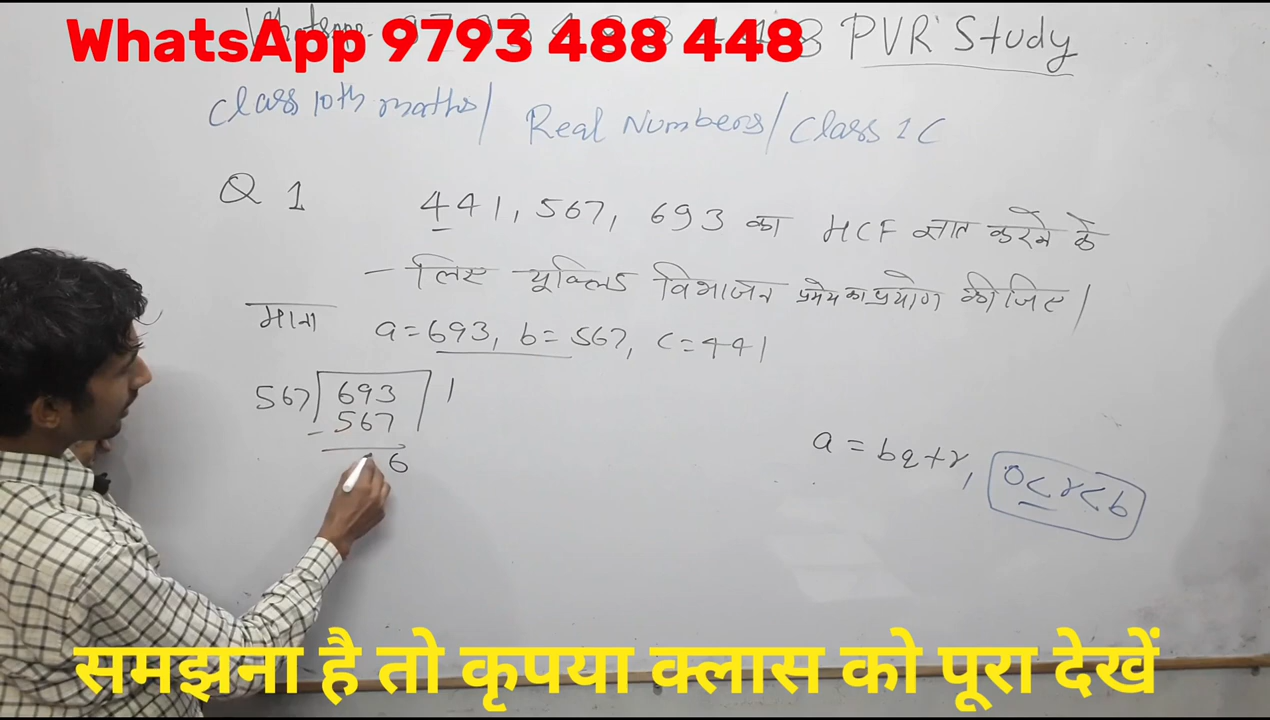 WhatsApp 9793 488 448
PVR Study
Class 10th maths/ Real Numbers/ Class 1C
Q 1 441, 567, 693 का HCF ज्ञात करने के
लिए यूक्लिड विभाजन प्रमेय का प्रयोग कीजिए।
माना a=693, b=567, c=441
567 693 1
- 567
6
a = bq+r, 0≤r<b
समझना है तो कृपया क्लास को पूरा देखें